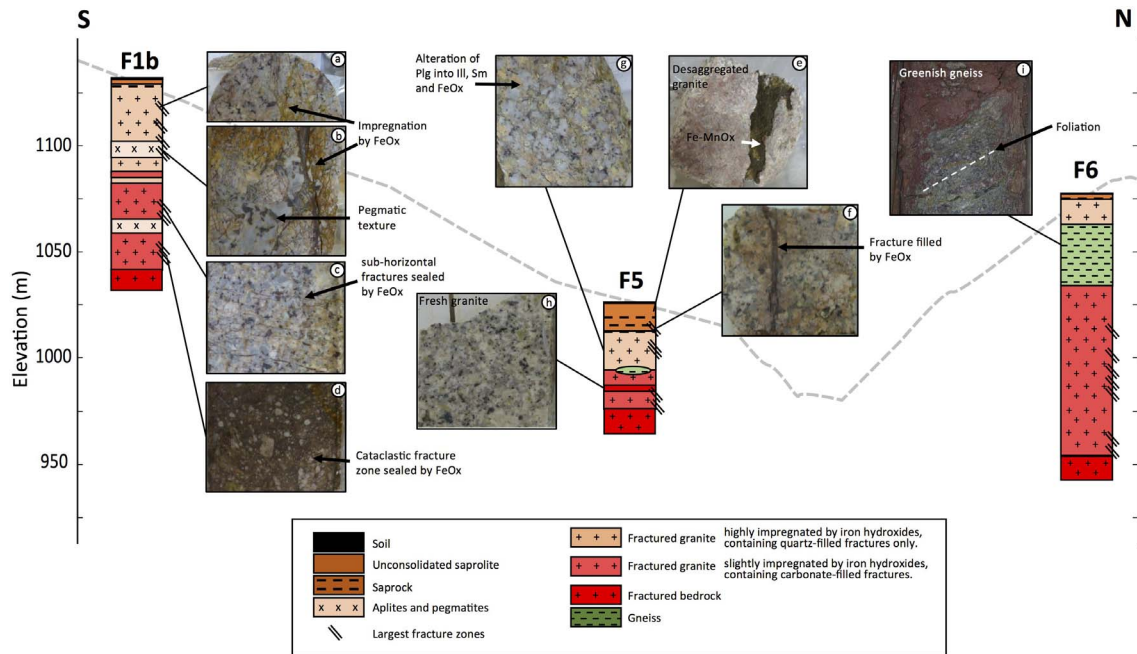 S
N
F1b
a
Impregnation
by FeOx
b
Pegmatic
texture
sub-horizontal
fractures sealed
by FeOx
c
d
Cataclastic fracture
zone sealed by FeOx
Alteration of
Plg into Ill, Sm
and FeOx
g
Desaggregated
granite
e
Fe-MnOx
Greenish gneiss
i
Foliation
F6
f
Fracture filled
by FeOx
F5
Fresh granite
h
Elevation (m)
1100
1050
1000
950
Soil
Unconsolidated saprolite
Saprock
Aplites and pegmatites
Largest fracture zones
Fractured granite
highly impregnated by iron hydroxides,
containing quartz-filled fractures only.
Fractured granite
slightly impregnated by iron hydroxides,
containing carbonate-filled fractures.
Fractured bedrock
Gneiss